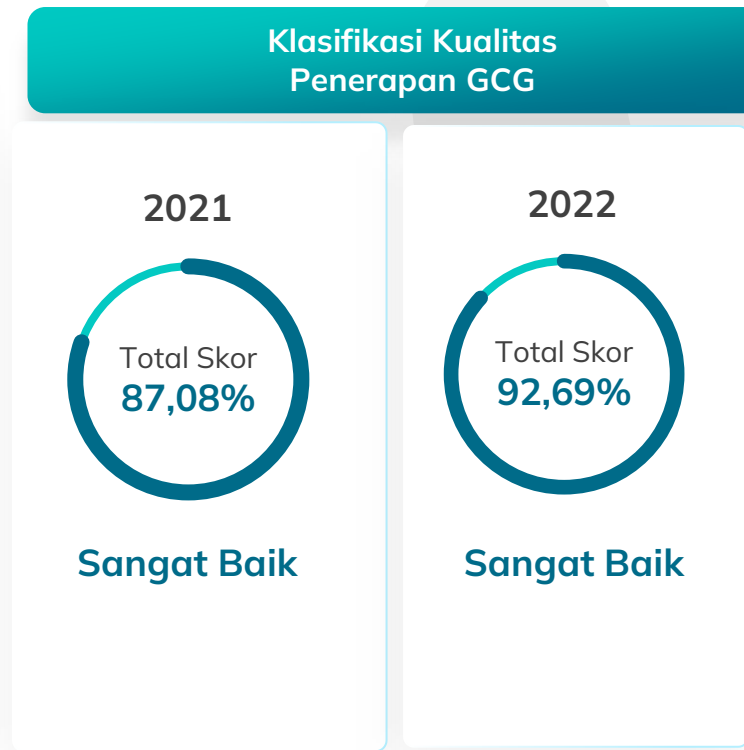 Klasifikasi Kualitas
Penerapan GCG
2021
Total Skor
87,08%
Sangat Baik
2022
Total Skor
92,69%
Sangat Baik